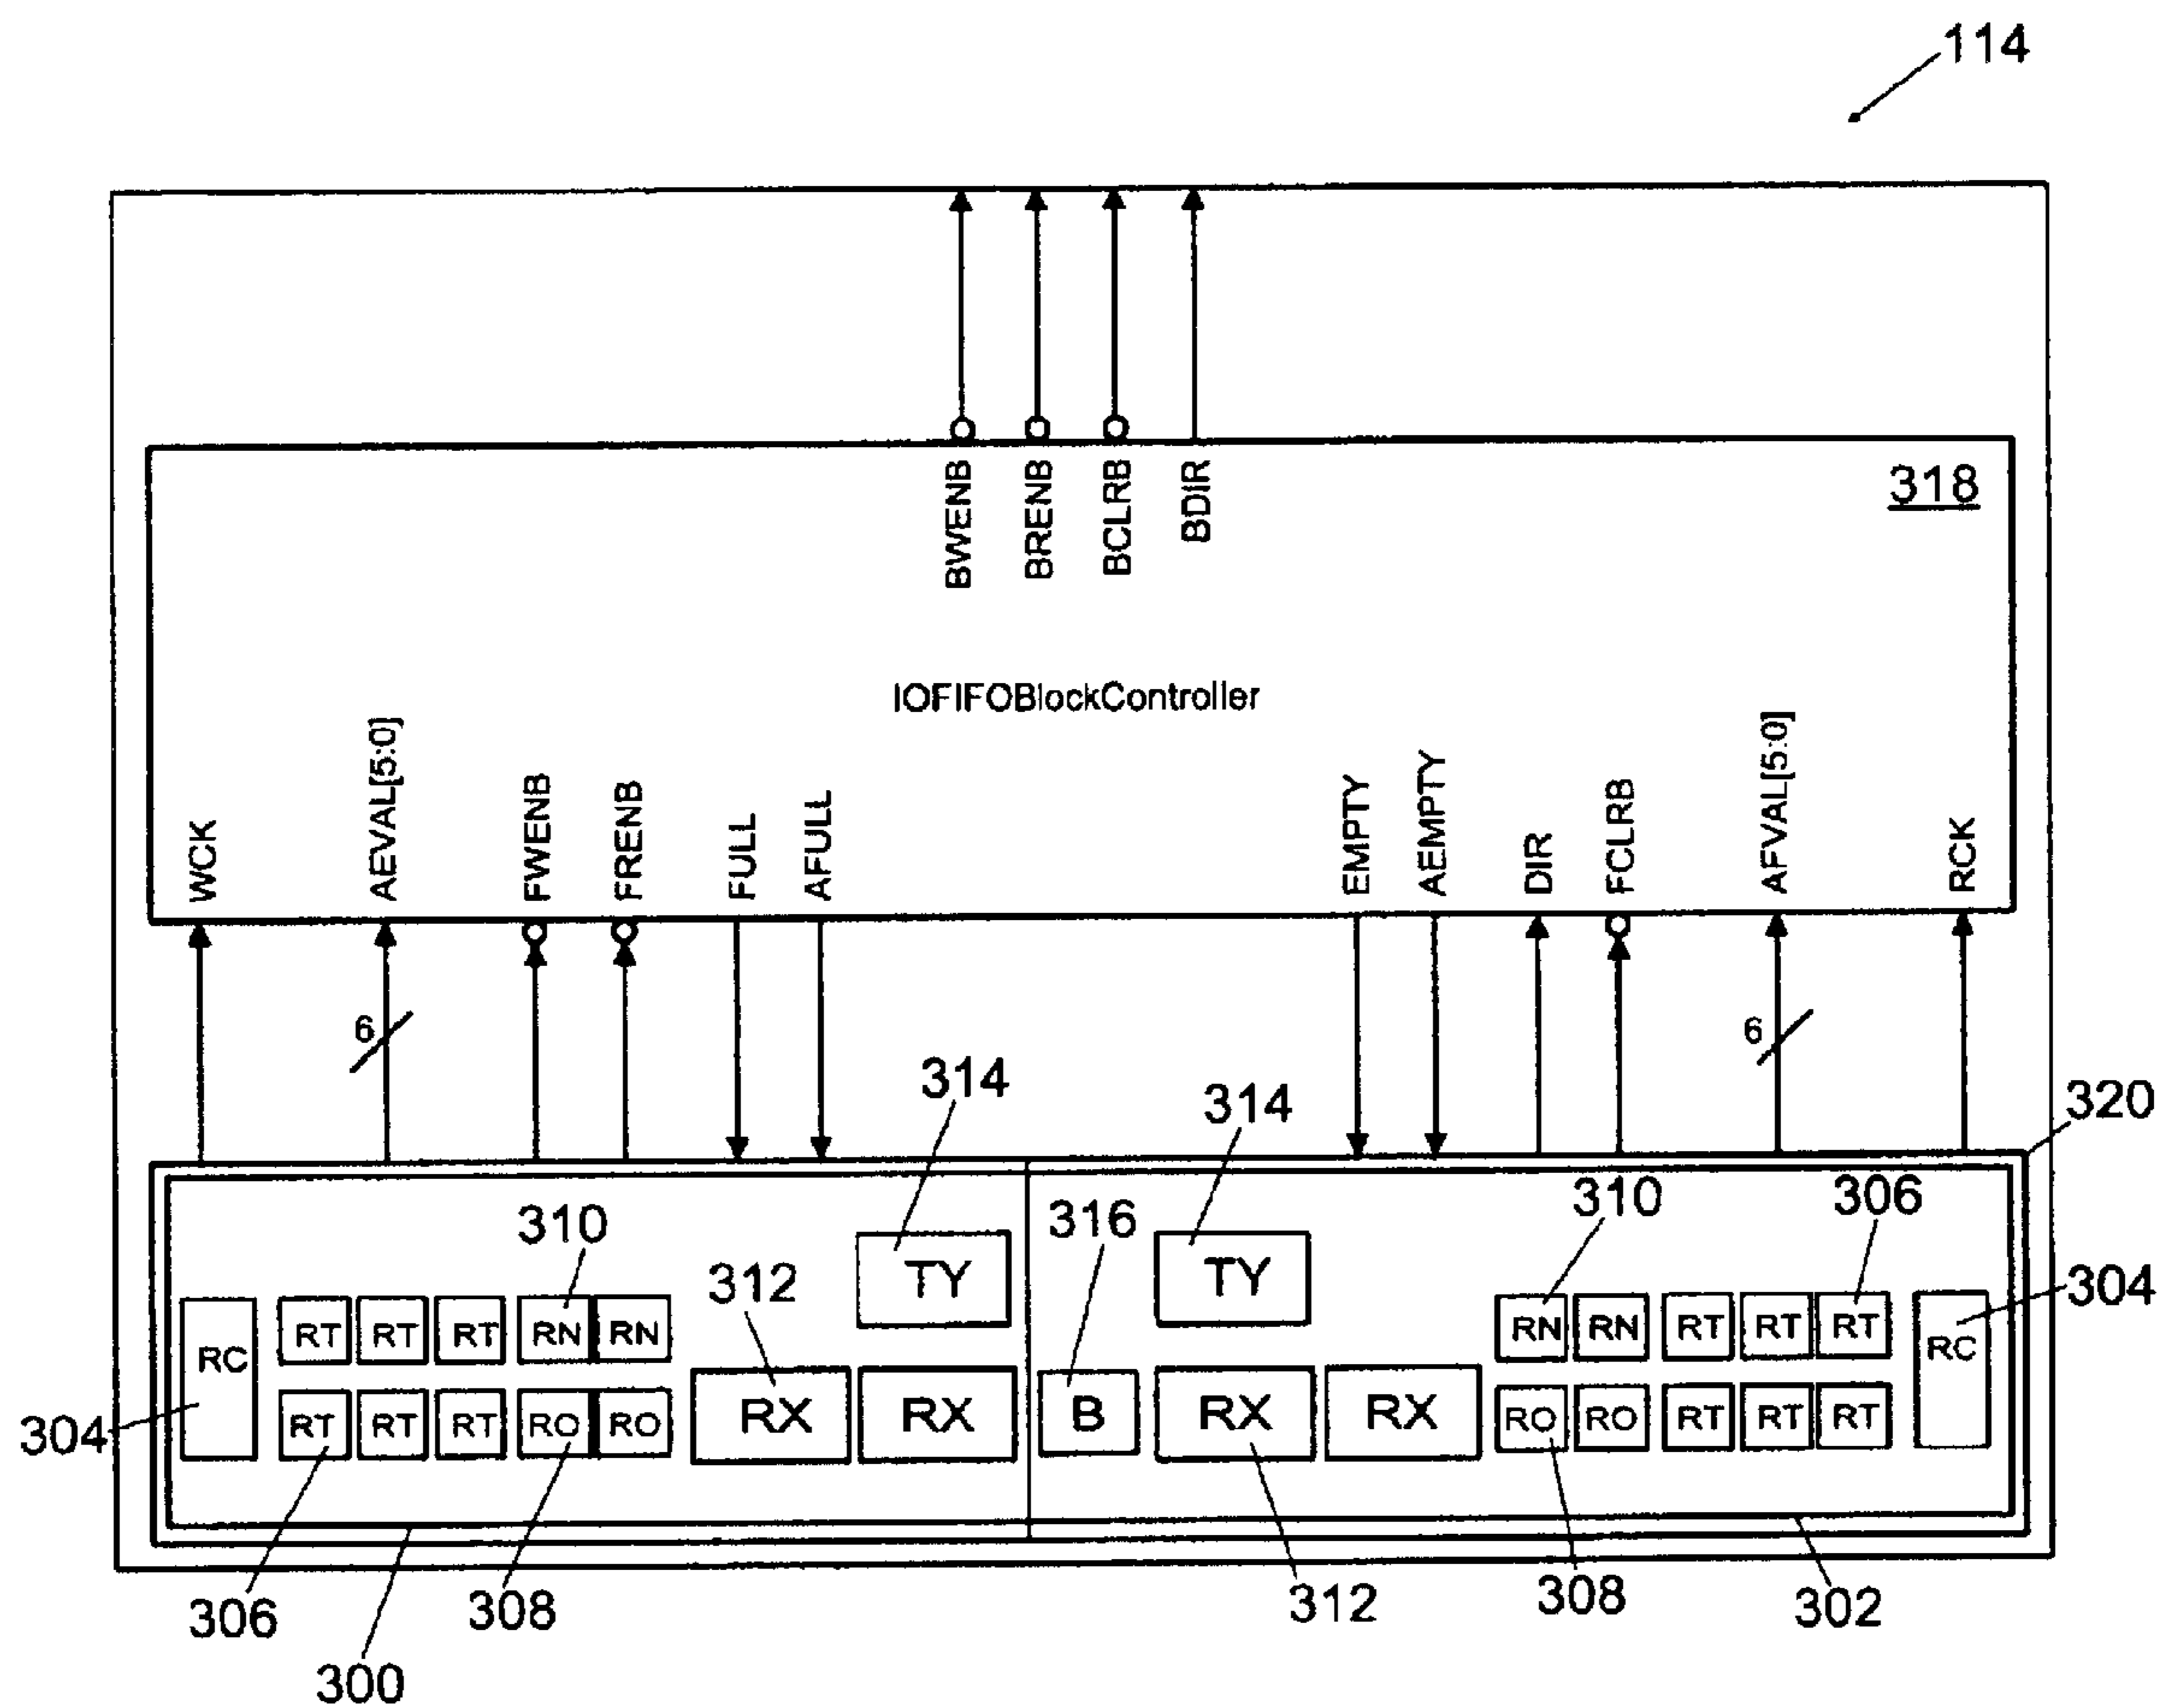 114
BWENB
BRENB
BCLRB
BDIR
318
IOFIFOBlockController
WCK
AEVAL[5:0]
FWENB
FRENB
FULL
AFULL
EMPTY
AEMPTY
DIR
FCLRB
AFVAL[5:0]
RCK
6
6
314
314
320
310
316
310
306
312
304
TY
TY
RC
RT
RT
RT
RN
RN
RN
RN
RT
RT
RT
RC
304
RT
RT
RT
RO
RO
RX
RX
B
RX
RX
RO
RO
RT
RT
RT
306
308
312
308
302
300